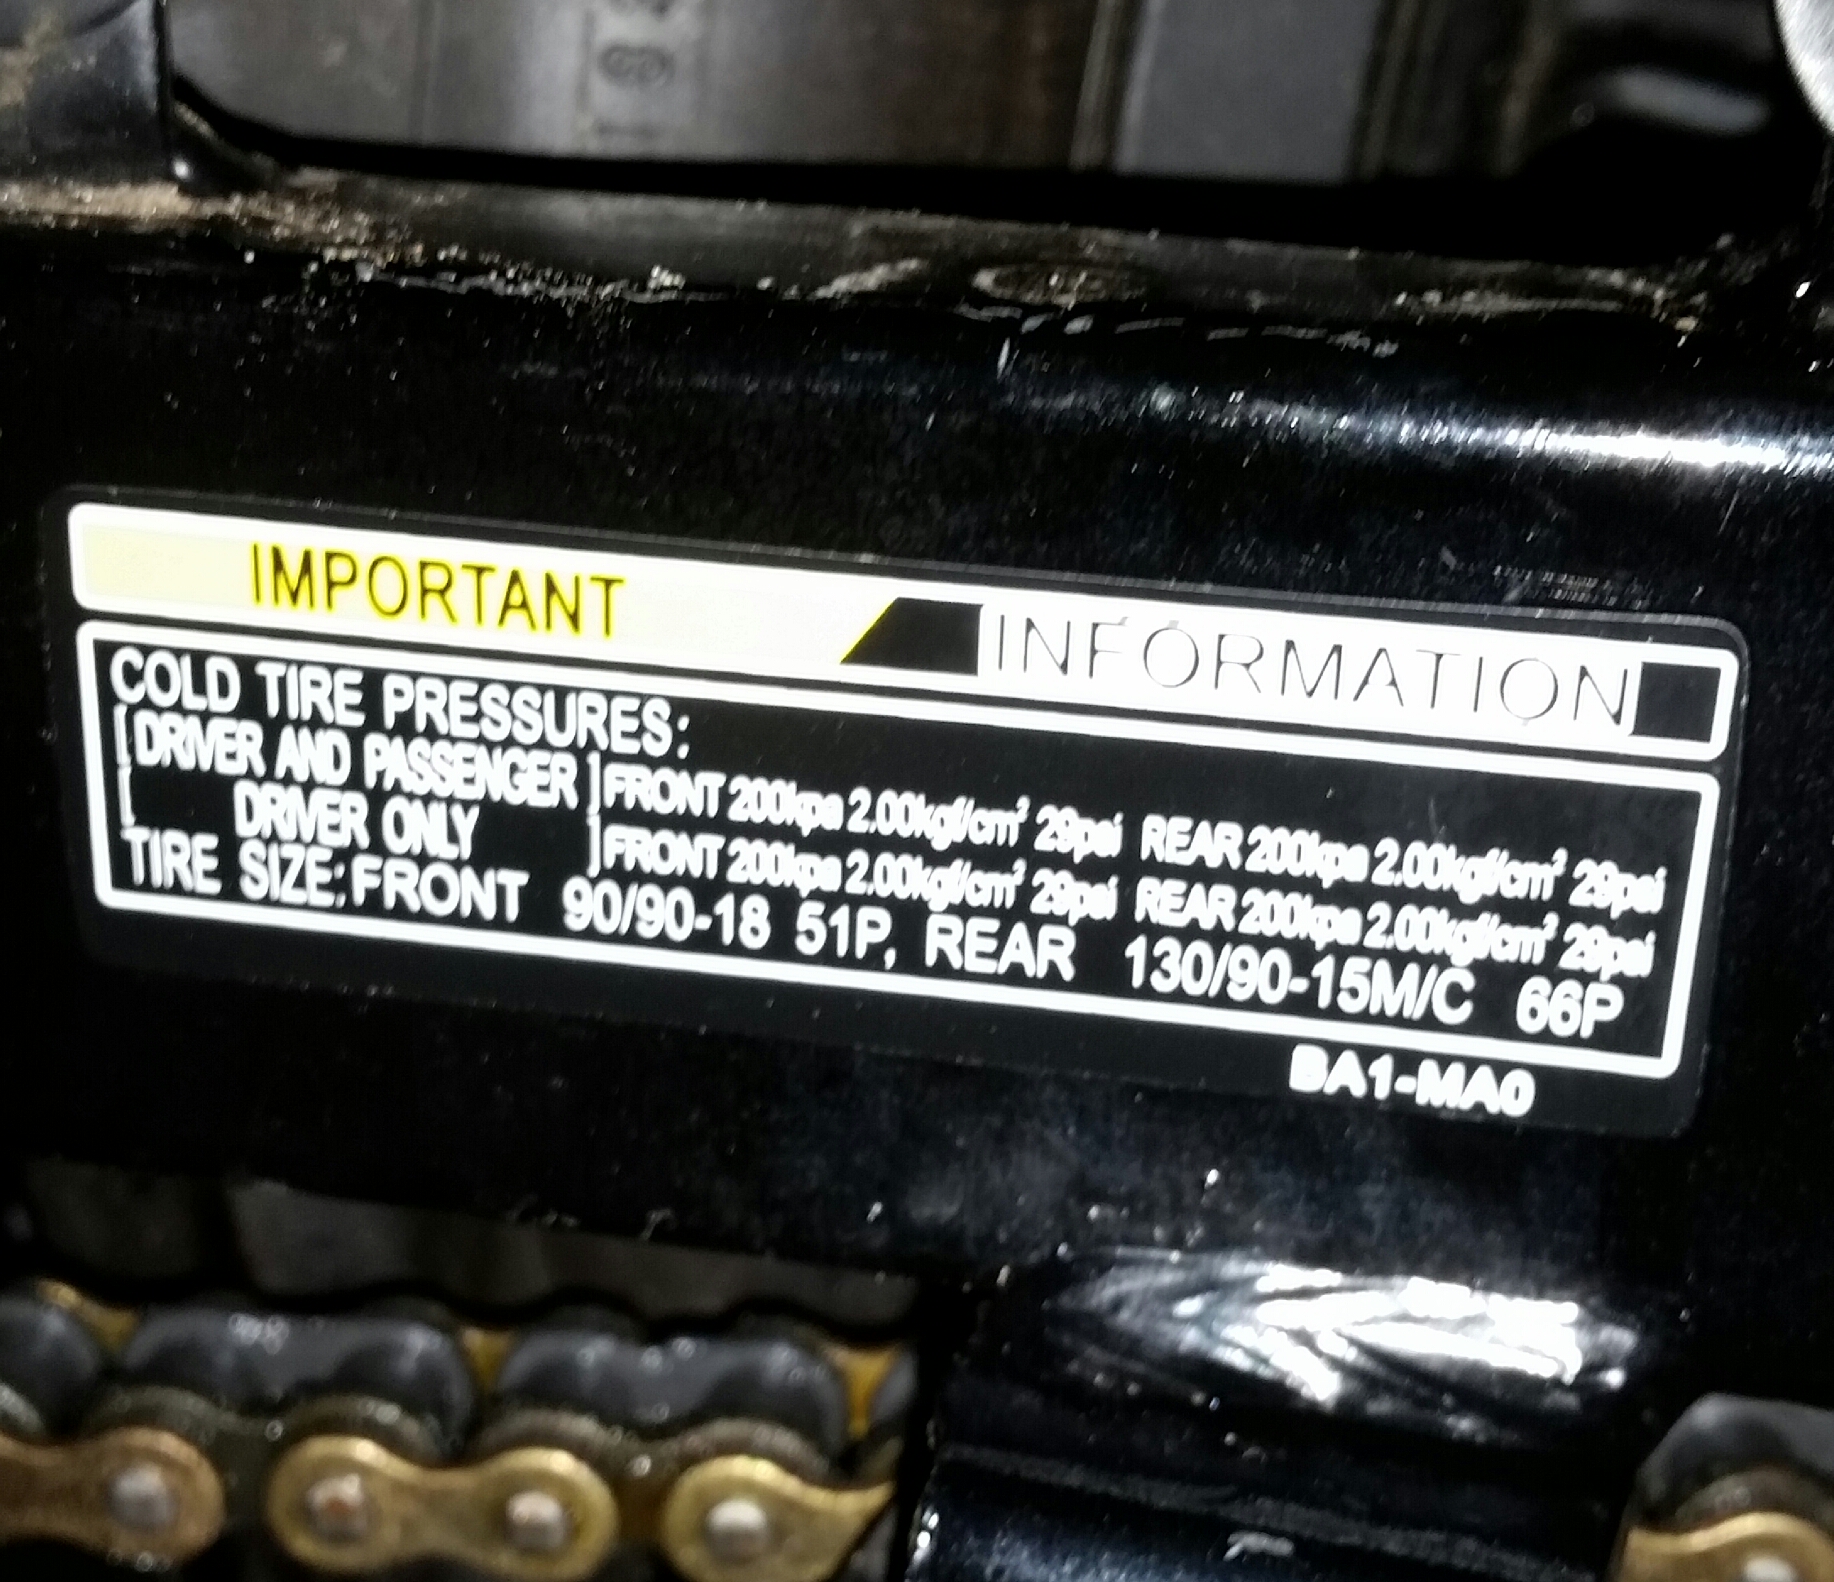 IMPORTANT INFORMATION
COLD TIRE PRESSURES:
[DRIVER AND PASSENGER] FRONT 200kpa 2.00kgf/cm² 29psi REAR 200kpa 2.00kgf/cm² 29psi
[DRIVER ONLY] FRONT 200kpa 2.00kgf/cm² 29psi REAR 200kpa 2.00kgf/cm² 29psi
TIRE SIZE:FRONT 90/90-18 51P, REAR 130/90-15M/C 66P
BA1-MA0